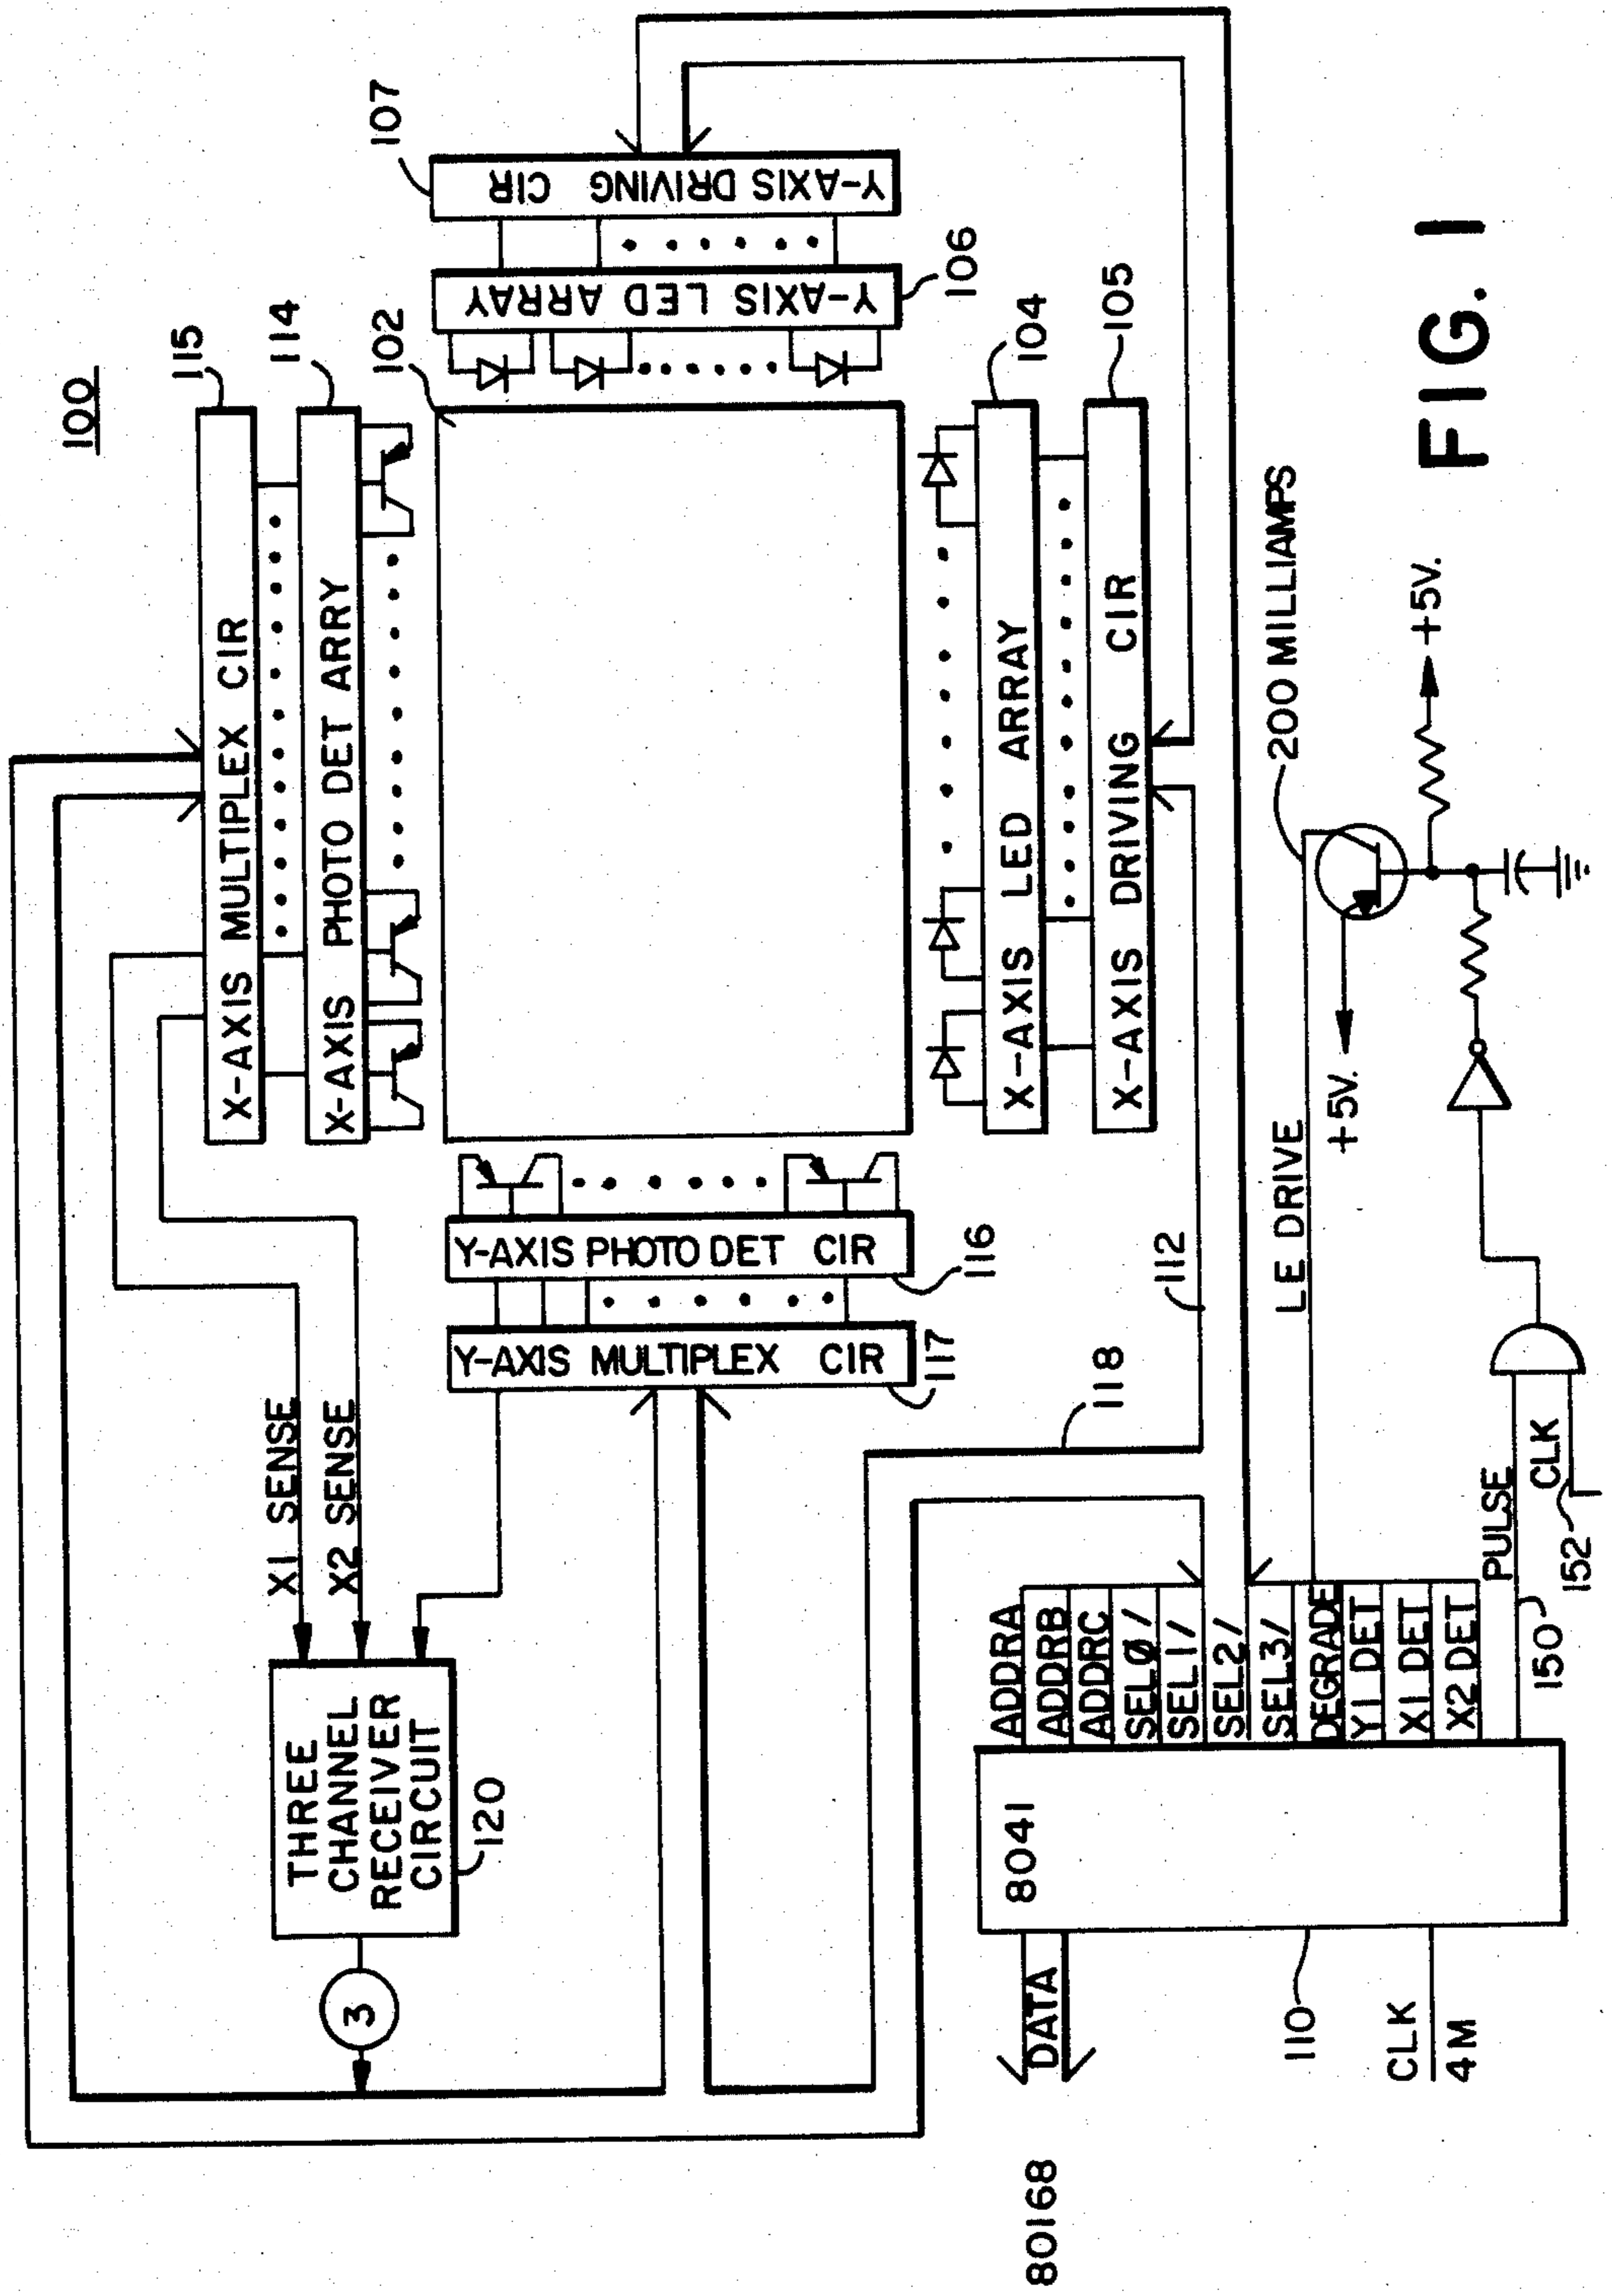 100
115
114
102
107
X-AXIS MULTIPLEX CIR
X-AXIS PHOTO DET ARRY
Y-AXIS DRIVING CIR
Y-AXIS LED ARRAY
106
X1 SENSE
X2 SENSE
THREE
CHANNEL
RECEIVER
CIRCUIT
120
3
Y-AXIS PHOTO DET CIR
116
Y-AXIS MULTIPLEX CIR
117
X-AXIS LED ARRAY
104
X-AXIS DRIVING CIR
105
118
112
80168
DATA
8041
110
CLK
4M
ADDRA
ADDRB
ADDRC
SELØ/
SEL1/
SEL2/
SEL3/
DEGRADE
Y1 DET
X1 DET
X2 DET
PULSE
150
CLK
152
LE DRIVE
200 MILLIAMPS
+5V.
+5V.
FIG. 1